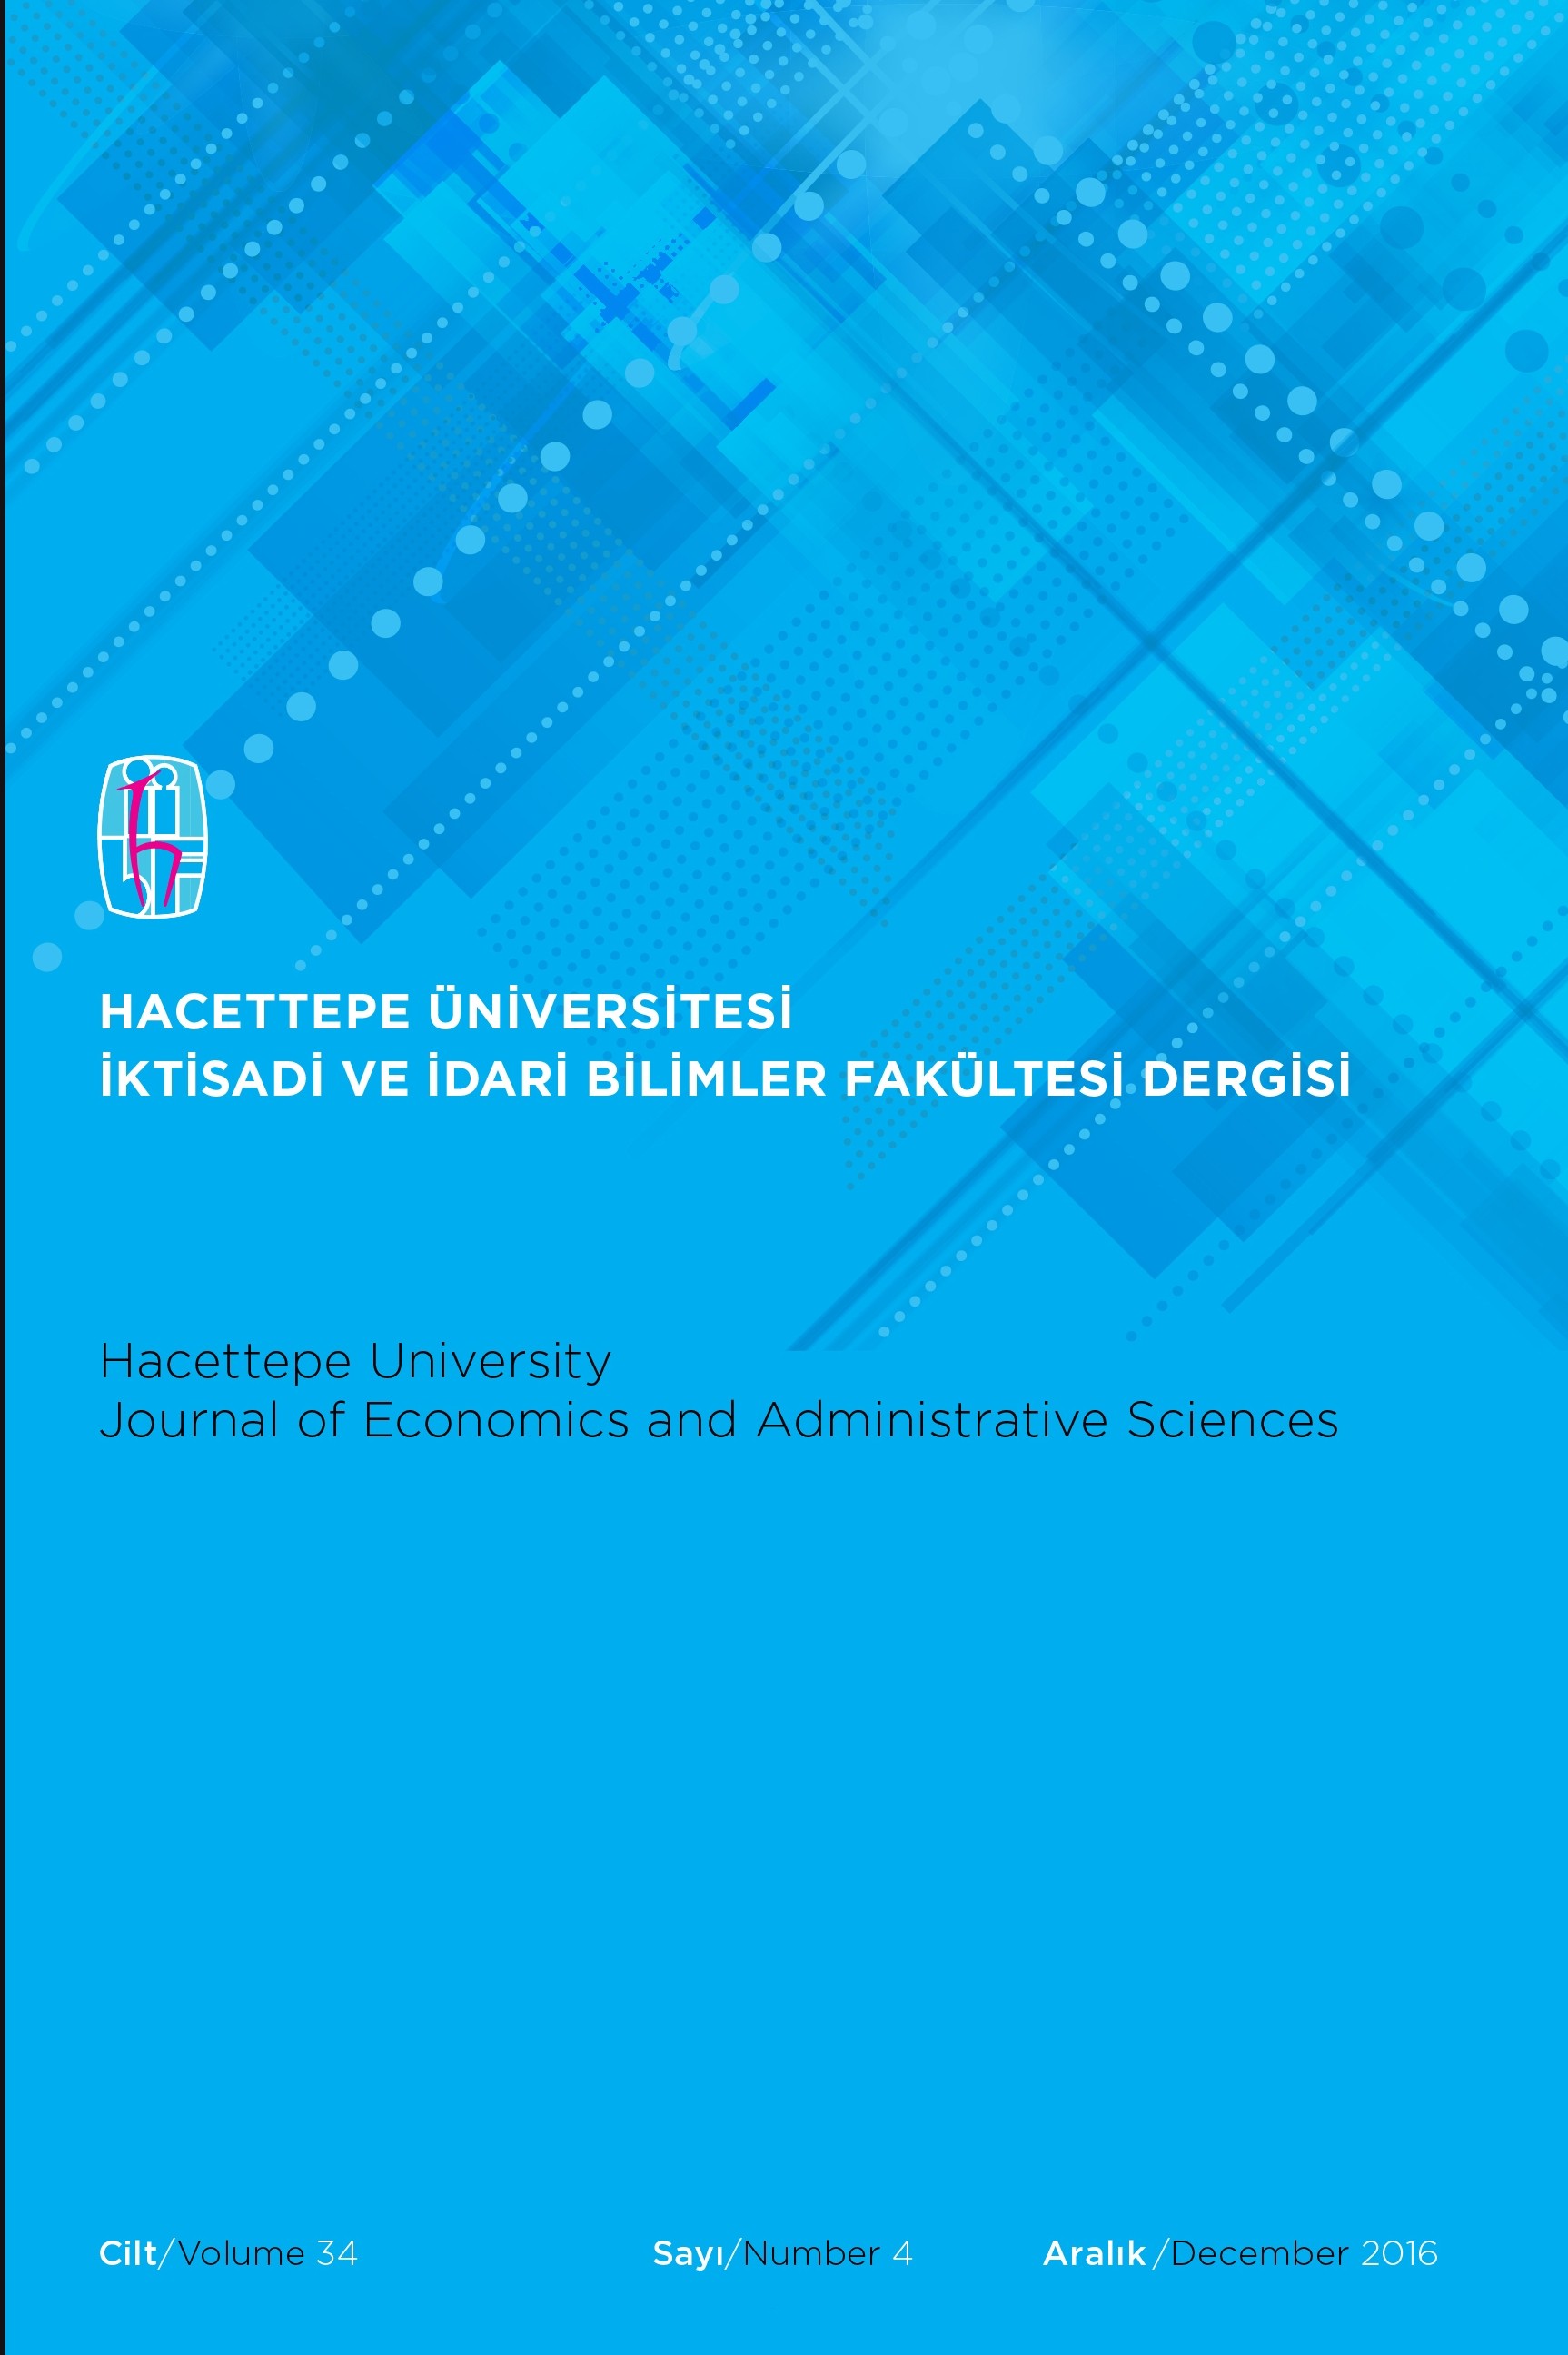 HACETTEPE ÜNİVERSİTESİ
İKTİSADİ VE İDARİ BİLİMLER FAKÜLTESİ DERGİSİ
Hacettepe University
Journal of Economics and Administrative Sciences
Cilt/Volume 34 Sayı/Number 4 Aralık /December 2016